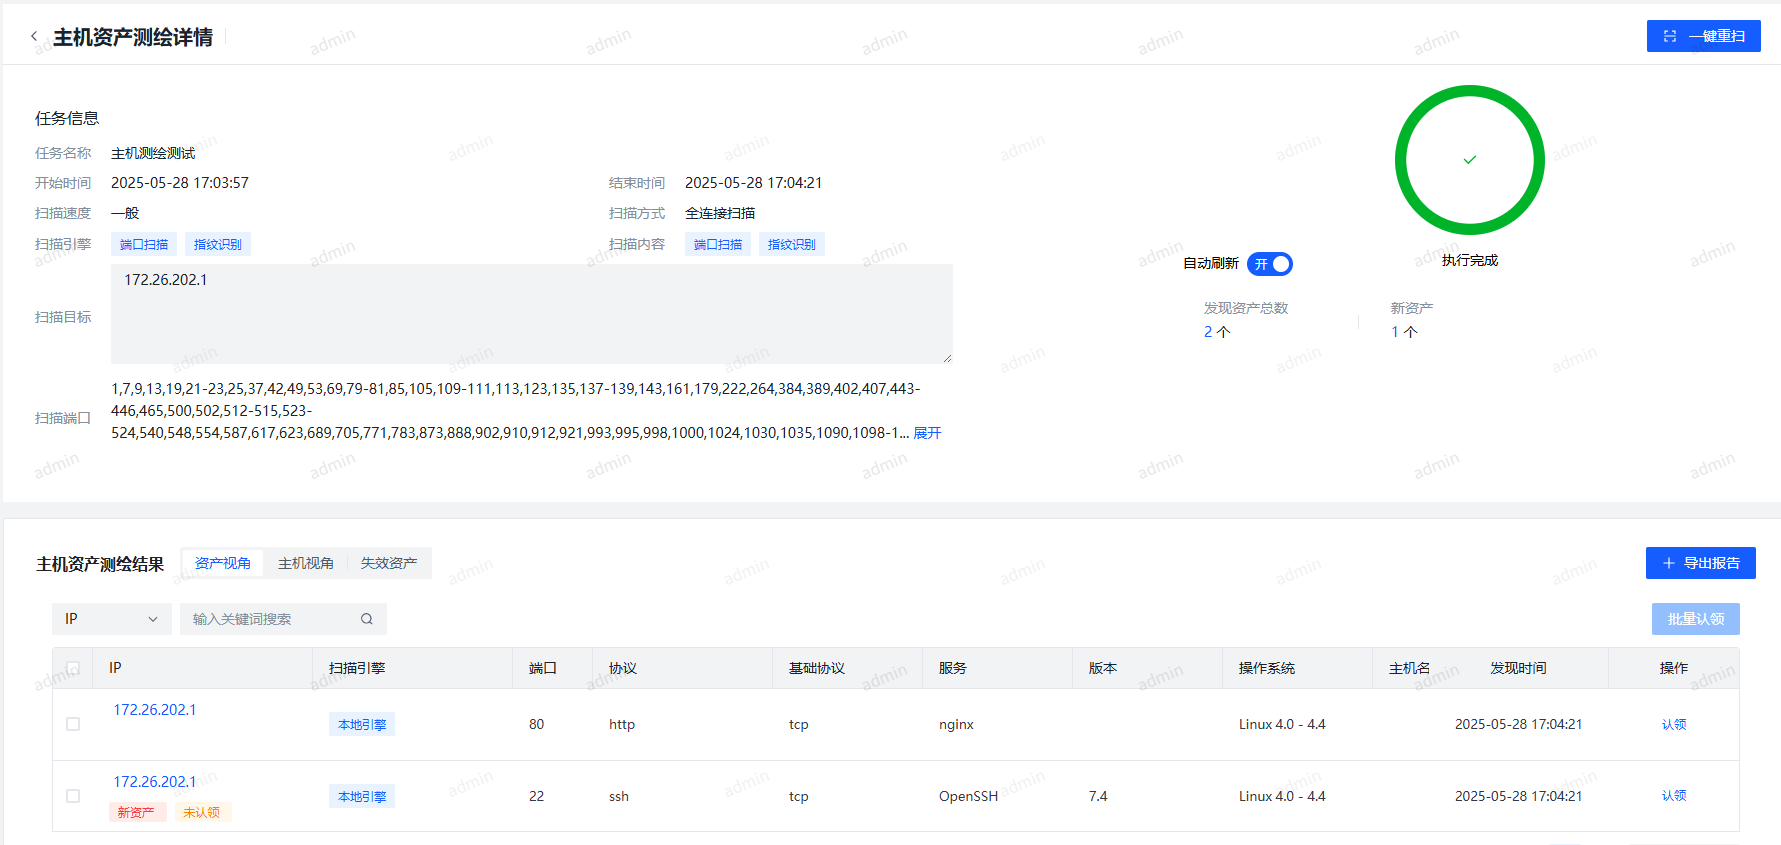 主机资产测绘详情
一键重扫
任务信息
任务名称 主机测绘测试
开始时间 2025-05-28 17:03:57 结束时间 2025-05-28 17:04:21
扫描速度 一般 扫描方式 全连接扫描
扫描引擎 端口扫描 指纹识别 扫描内容 端口扫描 指纹识别
扫描目标 172.26.202.1
扫描端口 1,7,9,13,19,21-23,25,37,42,49,53,69,79-81,85,105,109-111,113,123,135,137-139,143,161,179,222,264,384,389,402,407,443-
446,465,500,502,512-515,523-
524,540,548,554,587,617,623,689,705,771,783,873,888,902,910,912,921,993,995,998,1000,1024,1030,1035,1090,1098-1... 展开
执行完成
自动刷新 开
发现资产总数 新资产
2 个 1 个
主机资产测绘结果 资产视角 主机视角 失效资产 导出报告
IP 输入关键词搜索 批量认领
IP 扫描引擎 端口 协议 基础协议 服务 版本 操作系统 主机名 发现时间 操作
172.26.202.1 本地引擎 80 http tcp nginx Linux 4.0 - 4.4 2025-05-28 17:04:21 认领
172.26.202.1 本地引擎 22 ssh tcp OpenSSH 7.4 Linux 4.0 - 4.4 2025-05-28 17:04:21 认领
新资产 未认领
admin